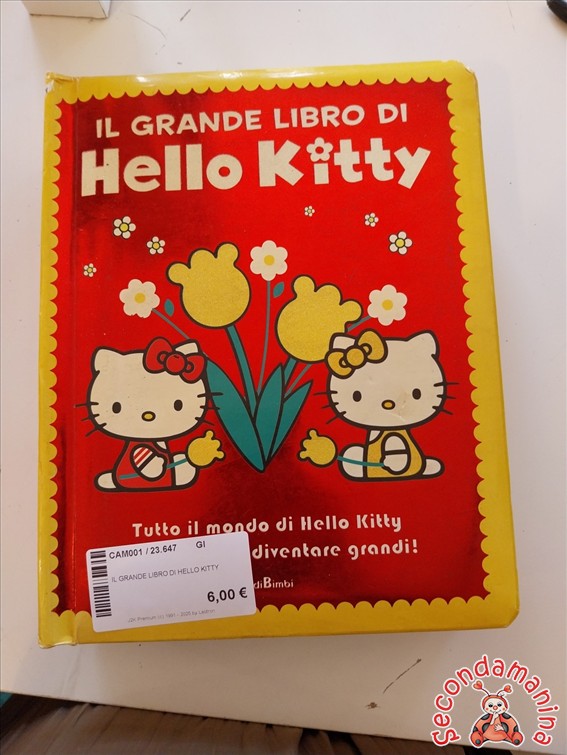 IL GRANDE LIBRO DI
Hello Kitty
Tutto il mondo di Hello Kitty
diventare grandi!
diBimbi
CAM001 / 23.647 GI
IL GRANDE LIBRO DI HELLO KITTY
6,00 €
Secondamanina